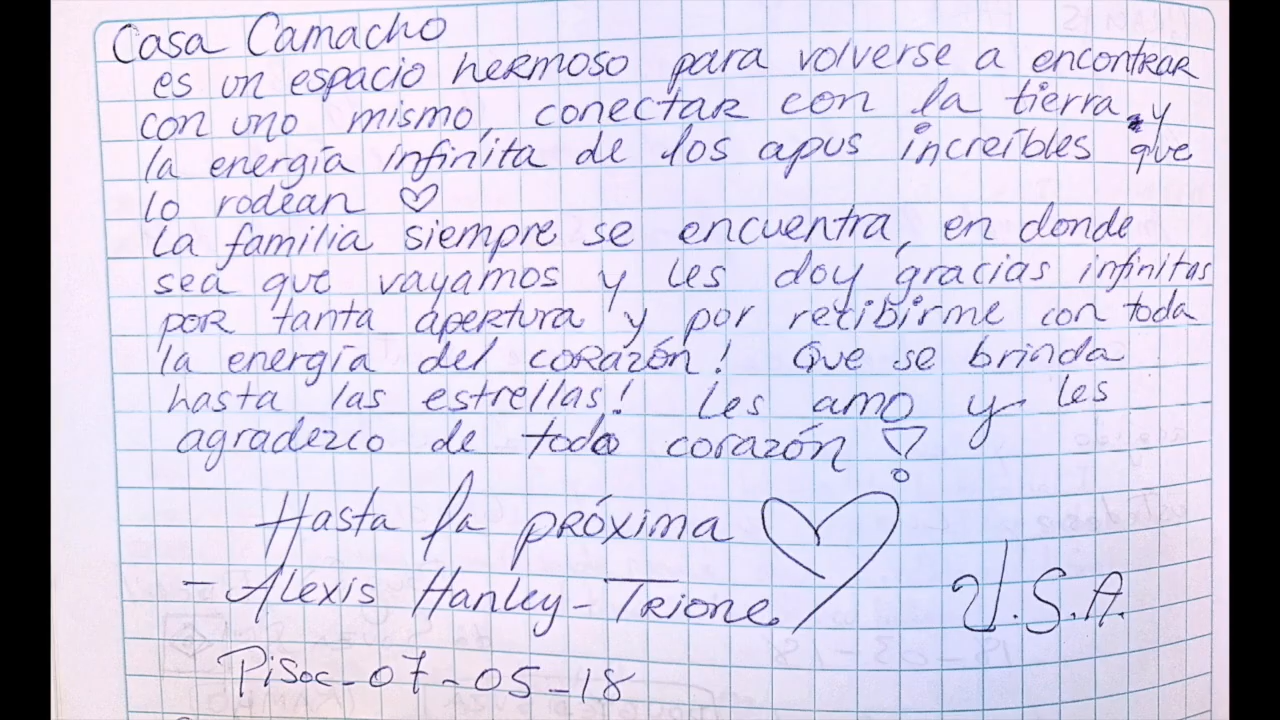 Casa Camacho
es un espacio hermoso para volverse a encontrar
con uno mismo, conectar con la tierra y
la energía infinita de los apus increíbles que
lo rodean ♡
La familia siempre se encuentra, en donde
sea que vayamos y les doy gracias infinitas
por tanta apertura y por recibirme con toda
la energía del corazón! Que se brinda
hasta las estrellas! Les amo y les
agradezco de todo corazón !
Hasta la próxima ♡
- Alexis Hanley-Trione U.S.A.
Pisac-07-05-18